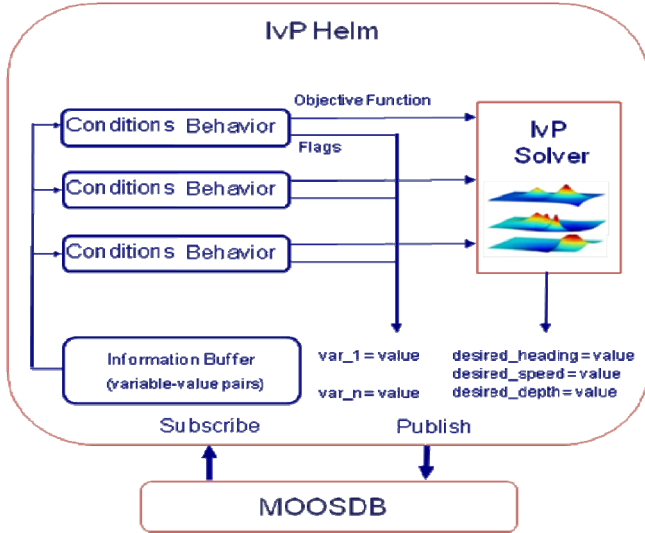 IvP Helm
Objective Function
Conditions Behavior
Flags
IvP
Solver
Conditions Behavior
Conditions Behavior
Information Buffer
(variable-value pairs)
var_1 = value
var_n = value
desired_heading = value
desired_speed = value
desired_depth = value
Subscribe
Publish
MOOSDB